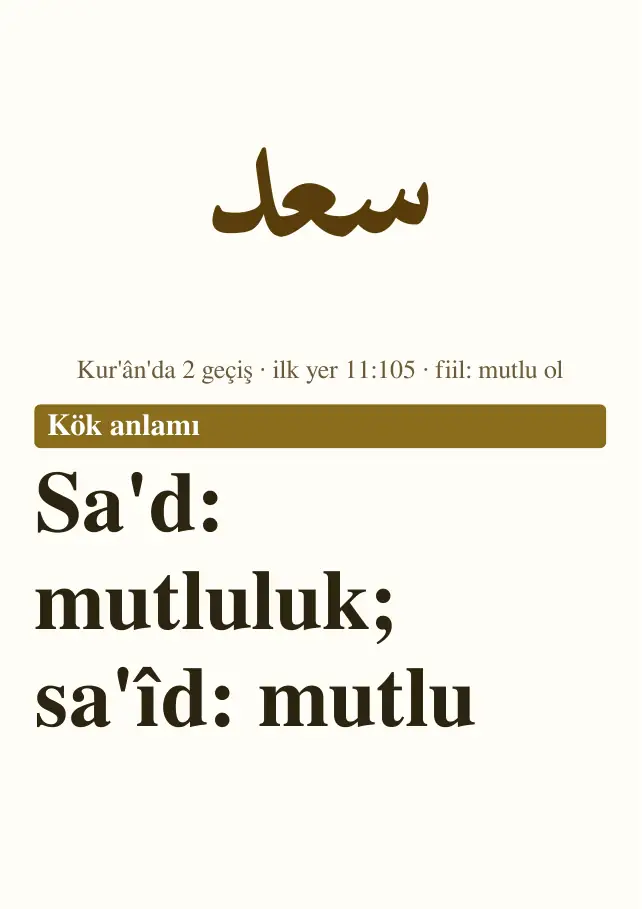 سعد
Kur'ân'da 2 geçiş · ilk yer 11:105 · fiil: mutlu ol
Kök anlamı
Sa'd:
mutluluk;
sa'îd: mutlu